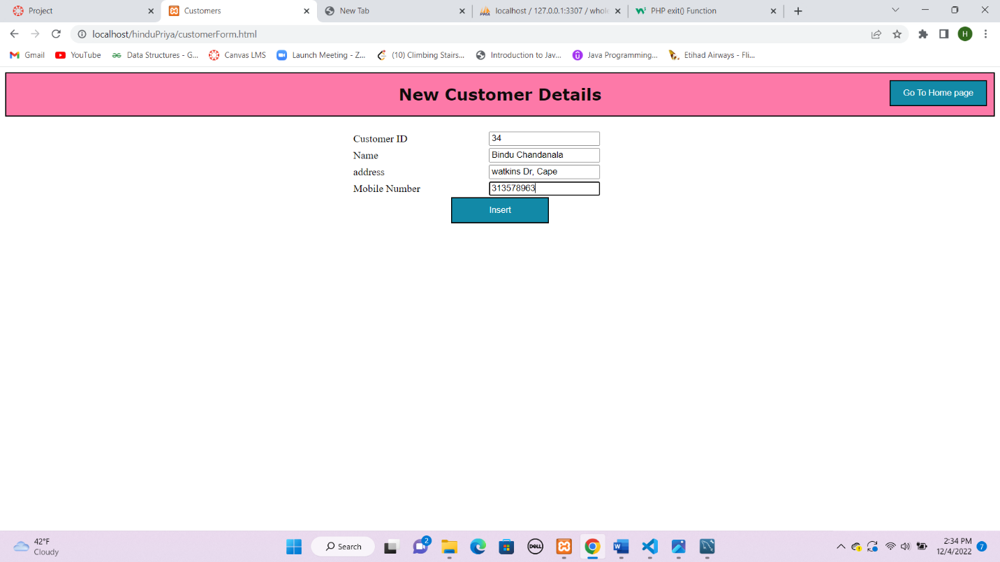 Project
Customers
New Tab
localhost / 127.0.0.1:3307 / whole
PHP exit() Function
localhost/hinduPriya/customerForm.html
H
Gmail
YouTube
Data Structures - G...
Canvas LMS
Launch Meeting - Z...
(10) Climbing Stairs...
Introduction to Jav...
Java Programming...
Etihad Airways - Fli...
New Customer Details
Go To Home page
Customer ID 34
Name Bindu Chandanala
address watkins Dr, Cape
Mobile Number 313578963
Insert
42°F
Cloudy
Search
2
DELL
2:34 PM
12/4/2022
7